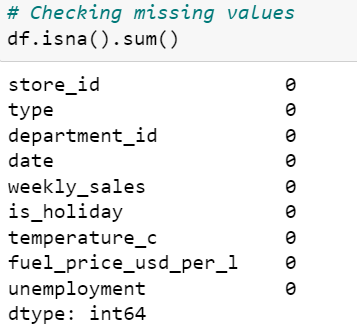 # Checking missing values
df.isna().sum()
store_id 0
type 0
department_id 0
date 0
weekly_sales 0
is_holiday 0
temperature_c 0
fuel_price_usd_per_l 0
unemployment 0
dtype: int64